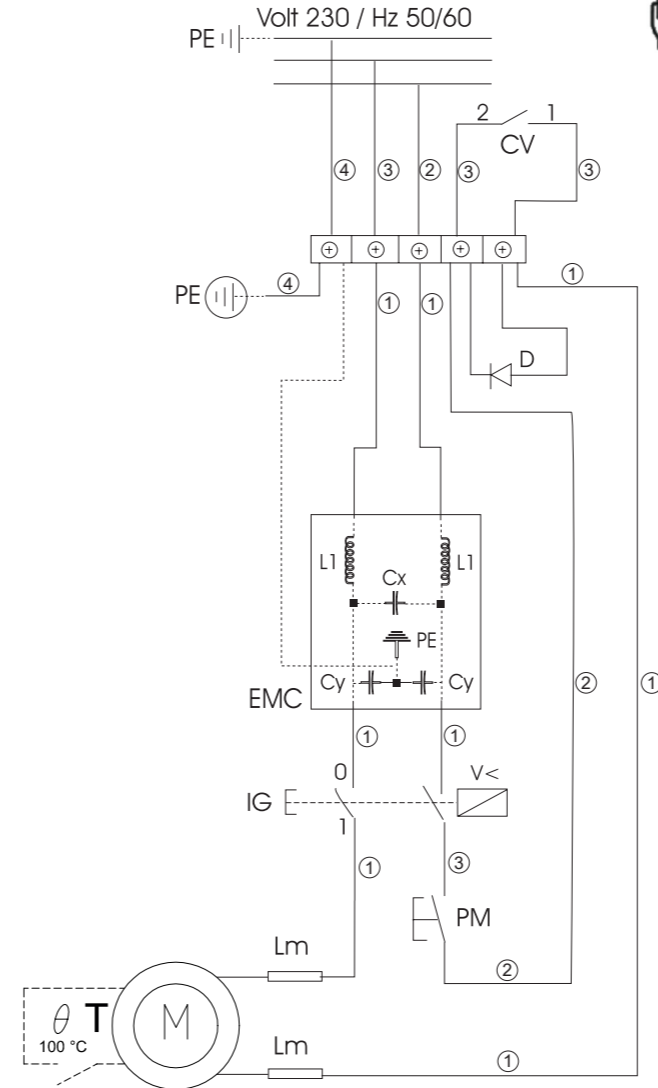 Volt 230 / Hz 50/60
PE
2 1
CV
④ ③ ② ③ ③
+ + + + +
PE ④ ① ① ①
D
L1 L1
Cx
PE
Cy Cy
EMC
② ①
① ①
0 V<
IG
1
① ③
PM
Lm ②
θ T M
100 °C
Lm ①